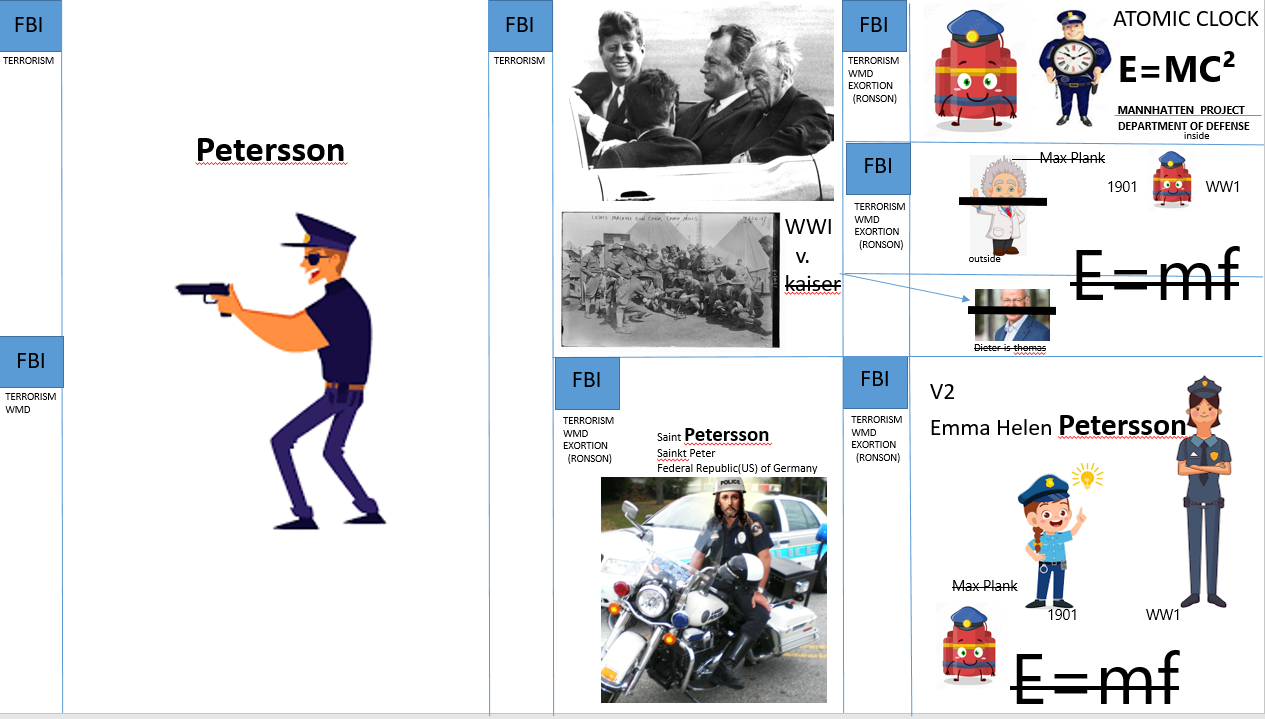 FBI
TERRORISM
Petersson
FBI
TERRORISM
WMD
FBI
TERRORISM
WWI
v.
kaiser
FBI
TERRORISM
WMD
EXORTION
(RONSON)
Saint Petersson
Sainkt Peter
Federal Republic(US) of Germany
POLICE
FBI
TERRORISM
WMD
EXORTION
(RONSON)
ATOMIC CLOCK
E=MC²
MANNHATTEN PROJECT
DEPARTMENT OF DEFENSE
inside
FBI
TERRORISM
WMD
EXORTION
(RONSON)
Max Plank
1901
WW1
outside
E=mf
Dieter is thomas
FBI
TERRORISM
WMD
EXORTION
(RONSON)
V2
Emma Helen Petersson
Max Plank
1901
WW1
E=mf